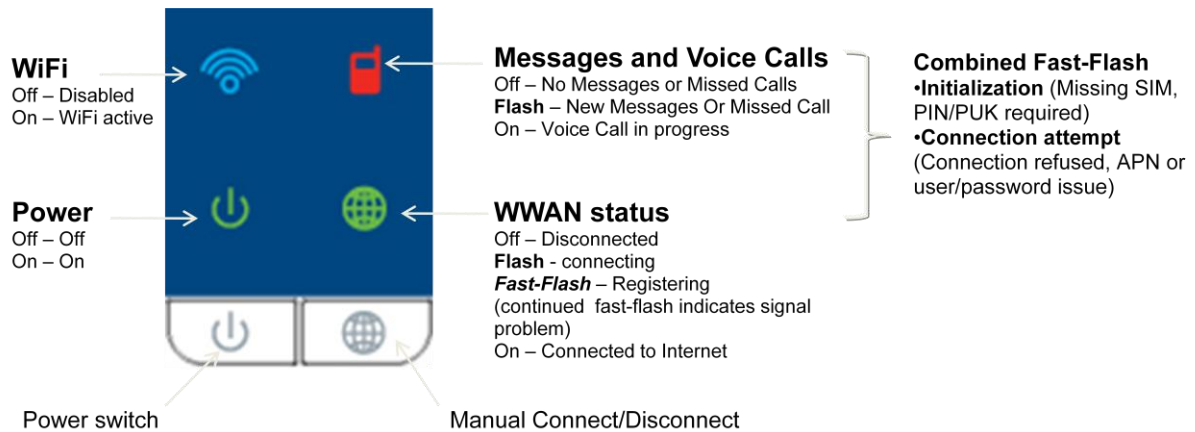 WiFi
Off – Disabled
On – WiFi active
Messages and Voice Calls
Off – No Messages or Missed Calls
Flash – New Messages Or Missed Call
On – Voice Call in progress
Combined Fast-Flash
•Initialization (Missing SIM,
PIN/PUK required)
•Connection attempt
(Connection refused, APN or
user/password issue)
Power
Off – Off
On – On
WWAN status
Off – Disconnected
Flash - connecting
Fast-Flash – Registering
(continued fast-flash indicates signal
problem)
On – Connected to Internet
Power switch
Manual Connect/Disconnect